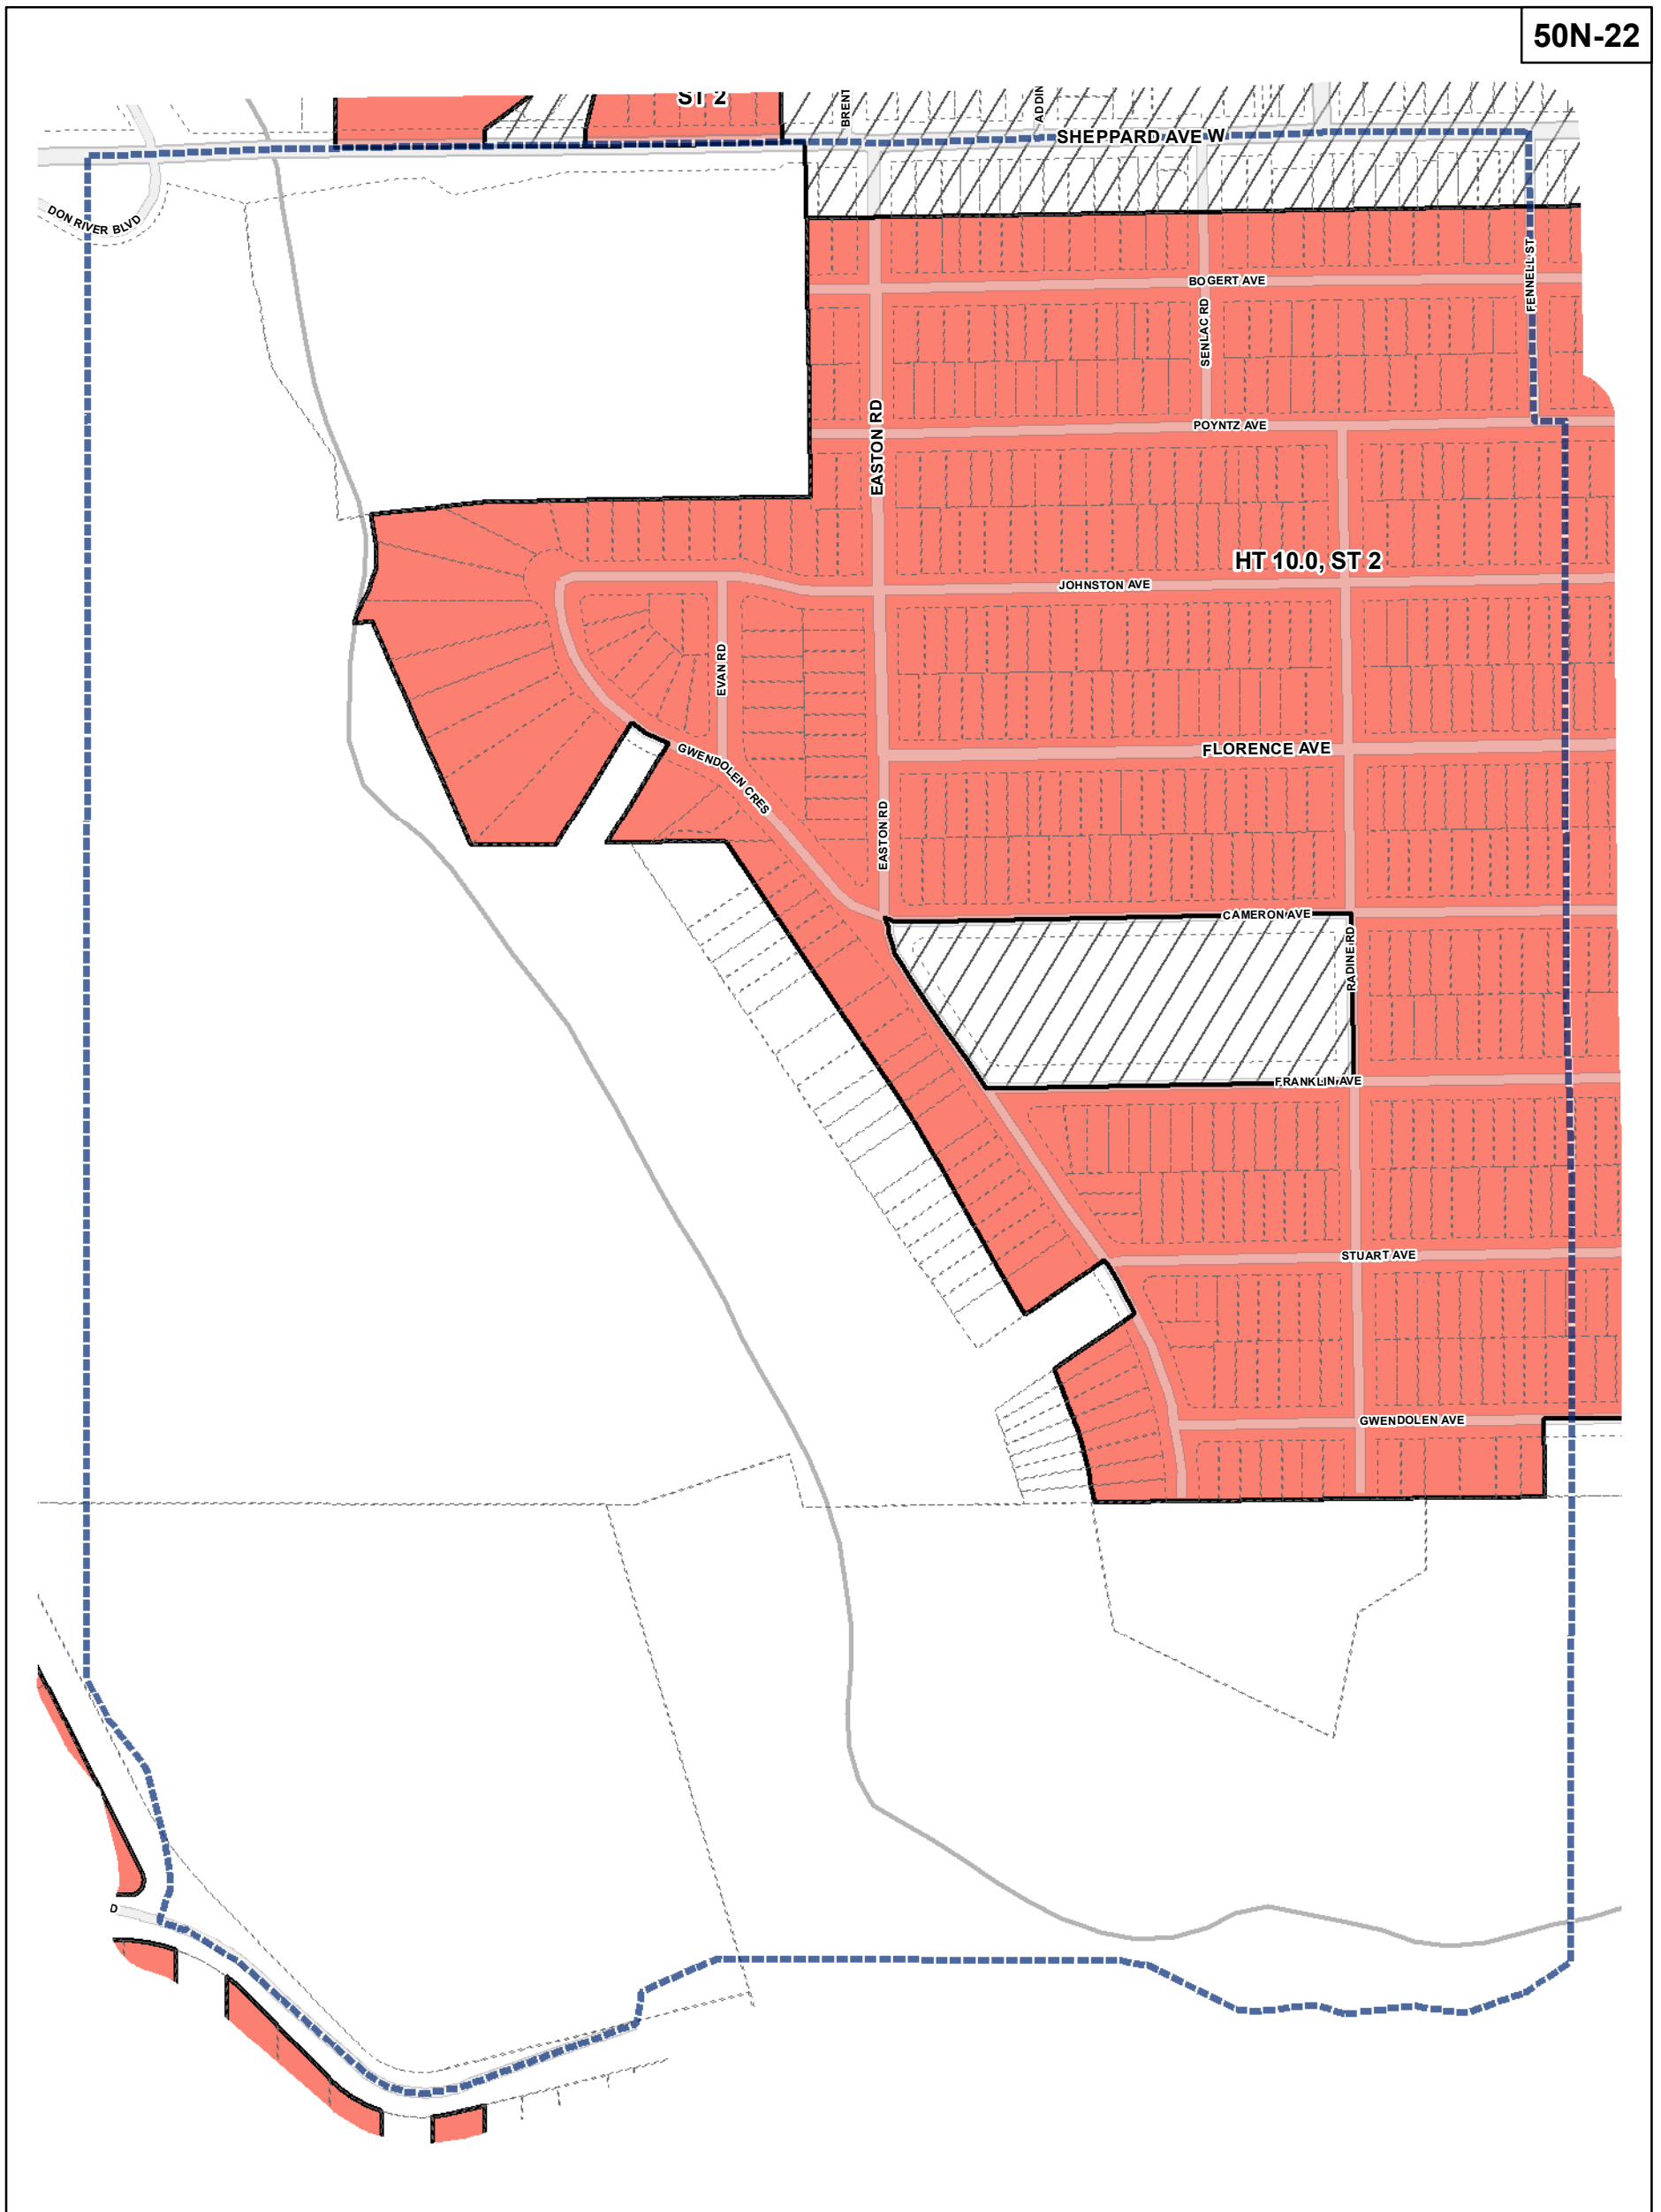 50N-22
ST 2
BRENT
ADDIN
SHEPPARD AVE W
DON RIVER BLVD
FENNELL ST
BOGERT AVE
SENLAC RD
EASTON RD
POYNTZ AVE
HT 10.0, ST 2
JOHNSTON AVE
EVAN RD
FLORENCE AVE
GWENDOLEN CRES
EASTON RD
CAMERON AVE
RADINE RD
FRANKLIN AVE
STUART AVE
GWENDOLEN AVE
D